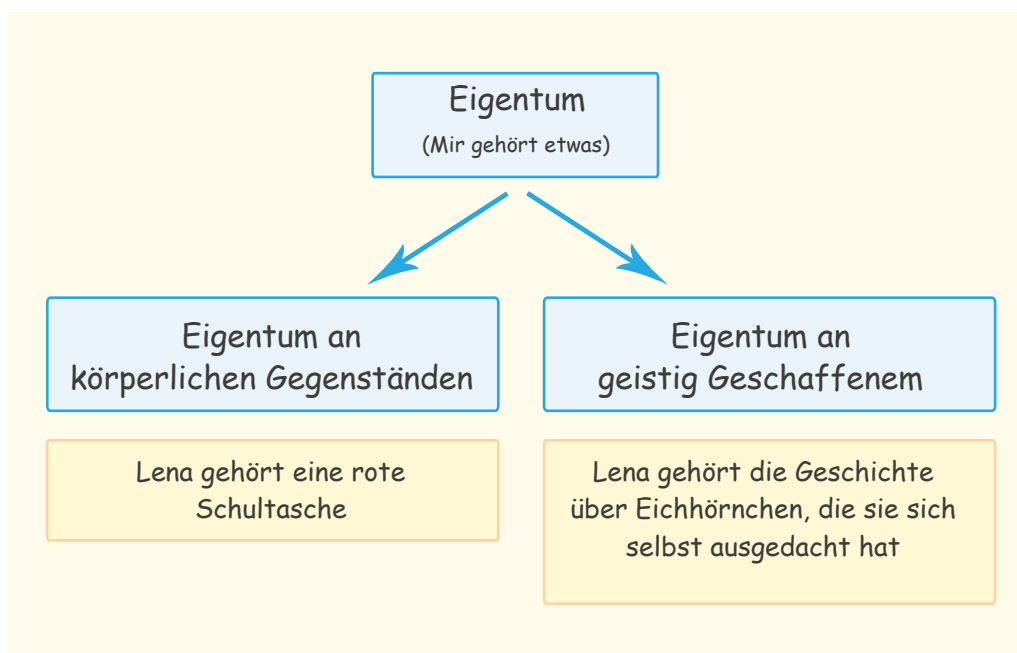 Eigentum
(Mir gehört etwas)
Eigentum an
körperlichen Gegenständen
Lena gehört eine rote
Schultasche
Eigentum an
geistig Geschaffenem
Lena gehört die Geschichte
über Eichhörnchen, die sie sich
selbst ausgedacht hat